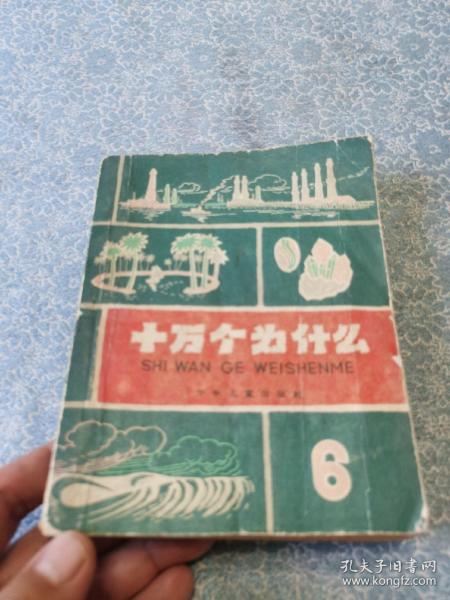 十万个为什么
SHI WAN GE WEISHENME
少年儿童出版社
6
孔夫子旧书网
www.kongfz.com